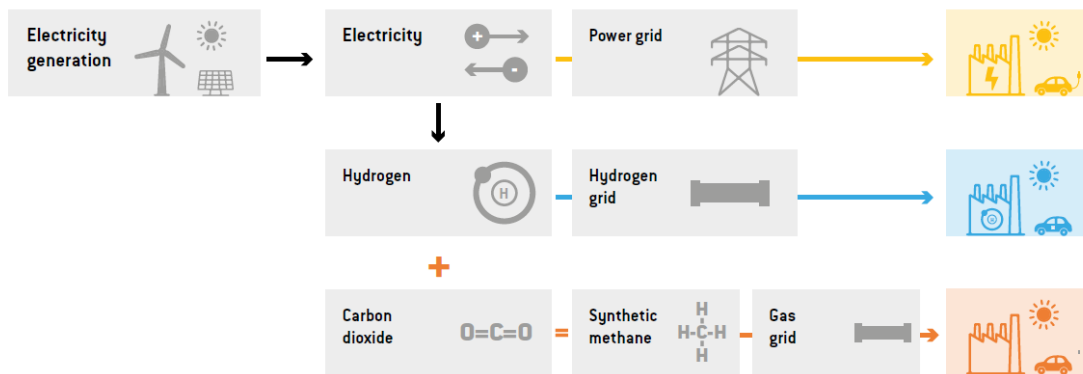 Electricity
generation
Electricity
+
-
Power grid
Hydrogen
H
Hydrogen
grid
H
+
Carbon
dioxide
O=C=O
=
Synthetic
methane
H
H-C-H
H
Gas
grid